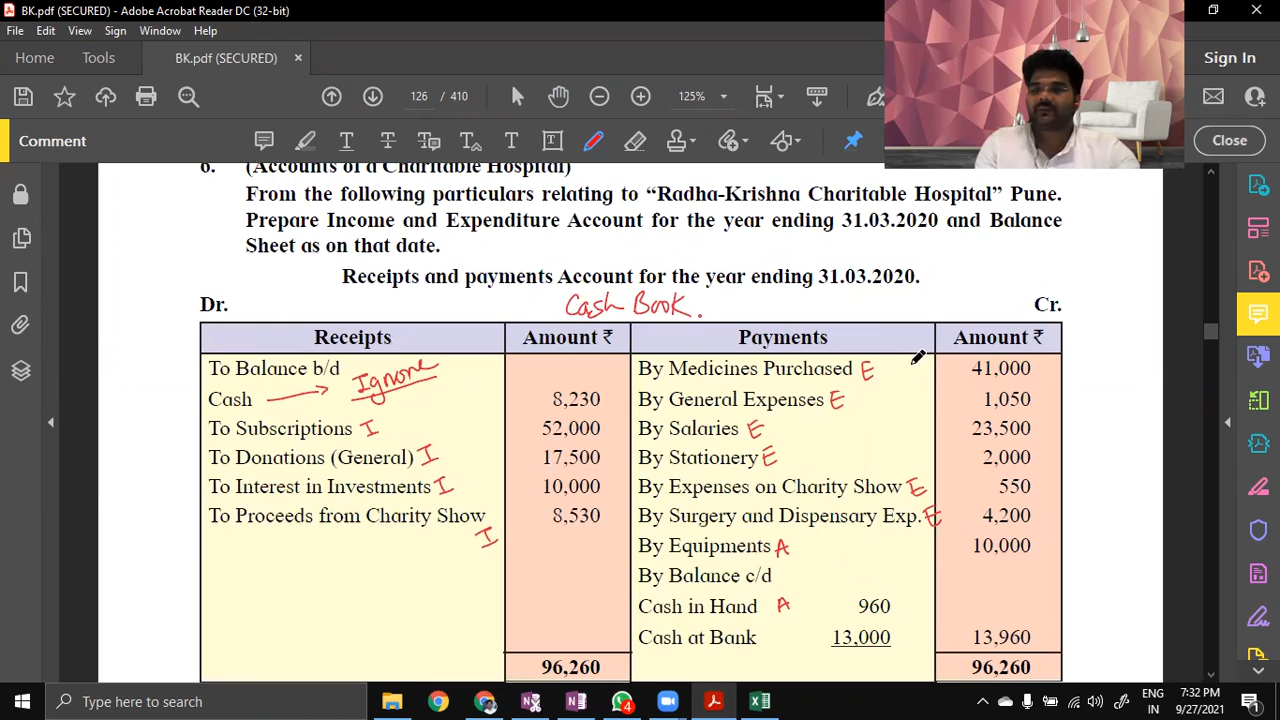 BK.pdf (SECURED) - Adobe Acrobat Reader DC (32-bit)
File Edit View Sign Window Help
Home Tools BK.pdf (SECURED) × Sign In
126 / 410 125%
Comment Close
6. (Accounts of a Charitable Hospital)
From the following particulars relating to “Radha-Krishna Charitable Hospital” Pune.
Prepare Income and Expenditure Account for the year ending 31.03.2020 and Balance
Sheet as on that date.
Receipts and payments Account for the year ending 31.03.2020.
Dr. Cash Book. Cr.
Receipts Amount ₹ Payments Amount ₹
To Balance b/d Ignore By Medicines Purchased E 41,000
Cash 8,230 By General Expenses E 1,050
To Subscriptions I 52,000 By Salaries E 23,500
To Donations (General) I 17,500 By Stationery E 2,000
To Interest in Investments I 10,000 By Expenses on Charity Show E 550
To Proceeds from Charity Show I 8,530 By Surgery and Dispensary Exp. E 4,200
By Equipments A 10,000
By Balance c/d
Cash in Hand A 960
Cash at Bank 13,000 13,960
96,260 96,260
Type here to search 4 ENG 7:32 PM
IN 9/27/2021 1